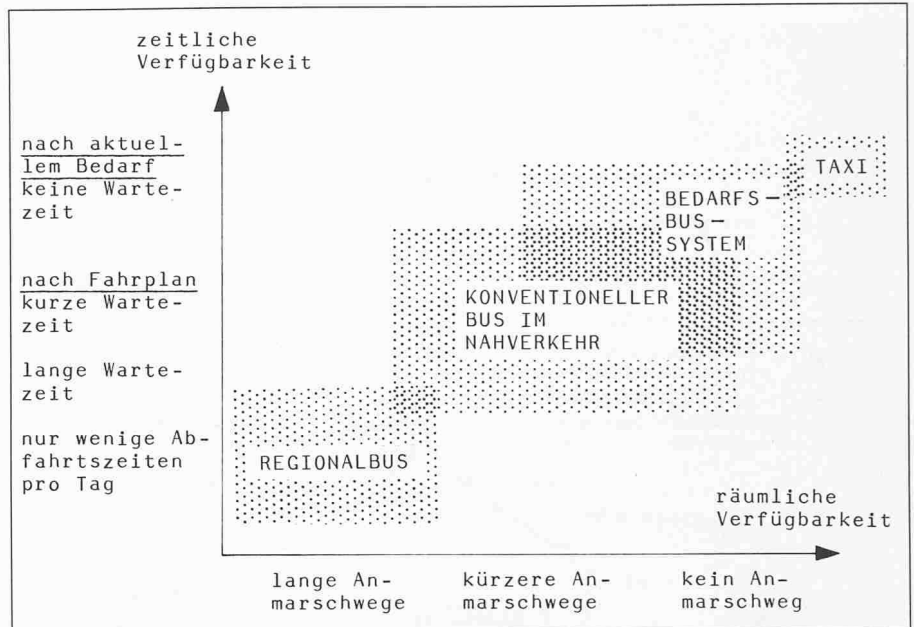 zeitliche
Verfügbarkeit
nach aktuel-
lem Bedarf
keine Warte-
zeit
nach Fahrplan
kurze Warte-
zeit
lange Warte-
zeit
nur wenige Ab-
fahrtszeiten
pro Tag
TAXI
BEDARFS-
BUS-
SYSTEM
KONVENTIONELLER
BUS IM
NAHVERKEHR
REGIONALBUS
räumliche
Verfügbarkeit
lange An-
marschwege
kürzere An-
marschwege
kein An-
marschweg